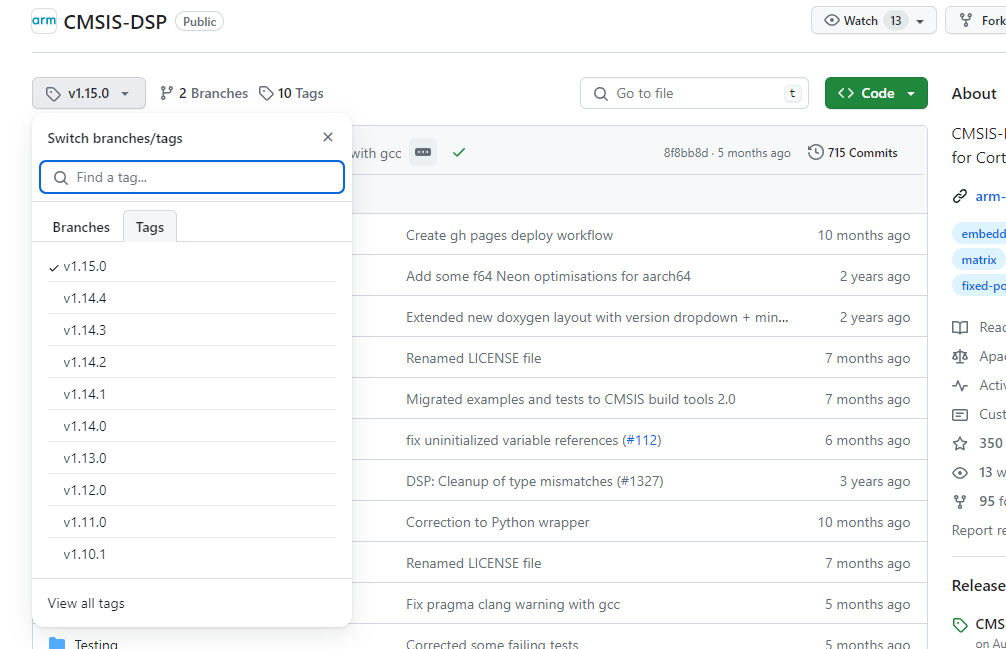 arm CMSIS-DSP Public Watch 13 Fork
v1.15.0 2 Branches 10 Tags Go to file t Code About
Switch branches/tags
Find a tag...
Branches Tags
v1.15.0
v1.14.4
v1.14.3
v1.14.2
v1.14.1
v1.14.0
v1.13.0
v1.12.0
v1.11.0
v1.10.1
View all tags
with gcc 8f8bb8d · 5 months ago 715 Commits
Create gh pages deploy workflow 10 months ago
Add some f64 Neon optimisations for aarch64 2 years ago
Extended new doxygen layout with version dropdown + min... 2 years ago
Renamed LICENSE file 7 months ago
Migrated examples and tests to CMSIS build tools 2.0 7 months ago
fix uninitialized variable references (#112) 6 months ago
DSP: Cleanup of type mismatches (#1327) 3 years ago
Correction to Python wrapper 10 months ago
Renamed LICENSE file 7 months ago
Fix pragma clang warning with gcc 5 months ago
Testing Corrected some failing tests 5 months ago
CMSIS-
for Cort
arm-
embedd
matrix
fixed-po
Read
Apac
Activ
Cust
350
13 w
95 fo
Report re
Release
CMS
on Au